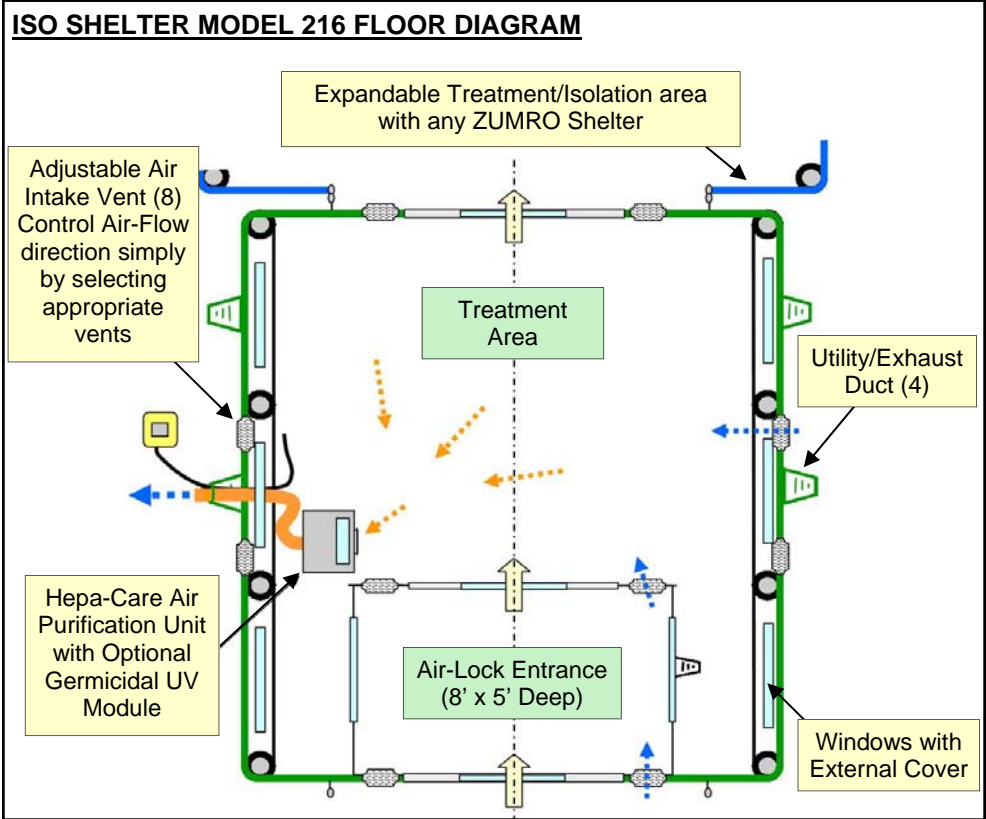 ISO SHELTER MODEL 216 FLOOR DIAGRAM
Expandable Treatment/Isolation area
with any ZUMRO Shelter
Adjustable Air
Intake Vent (8)
Control Air-Flow
direction simply
by selecting
appropriate
vents
Treatment
Area
Utility/Exhaust
Duct (4)
Hepa-Care Air
Purification Unit
with Optional
Germicidal UV
Module
Air-Lock Entrance
(8’ x 5’ Deep)
Windows with
External Cover